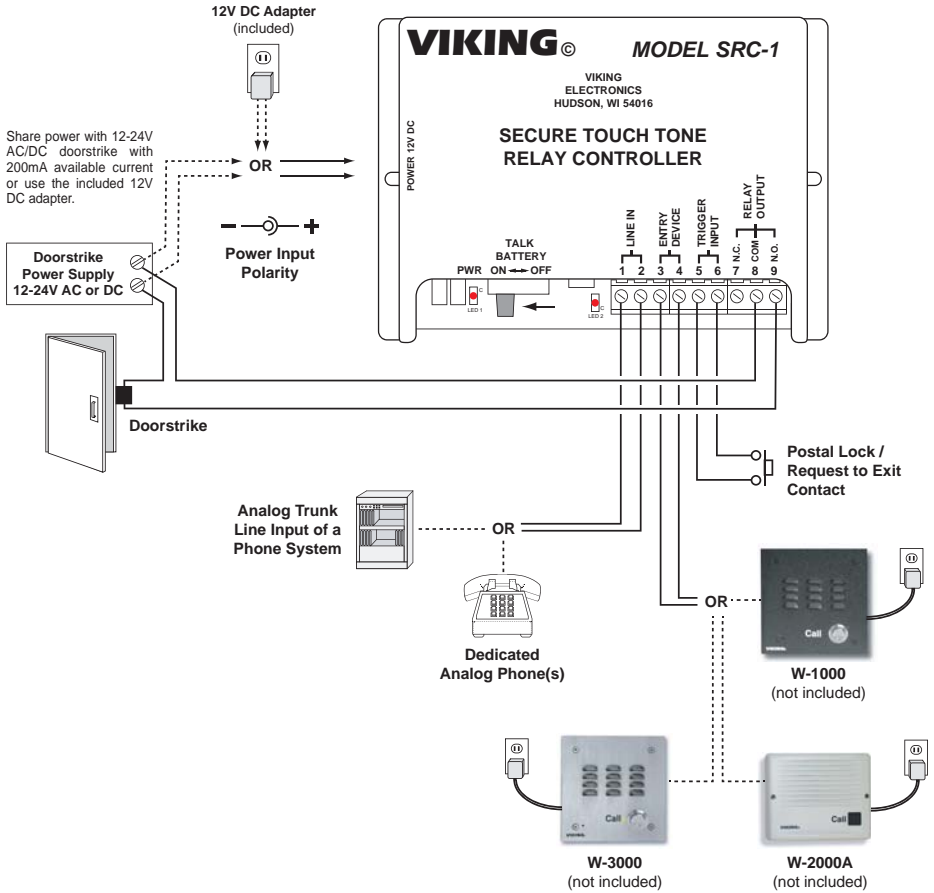 12V DC Adapter
(included)
Share power with 12-24V
AC/DC doorstrike with
200mA available current
or use the included 12V
DC adapter.
OR
Power Input
Polarity
Doorstrike
Power Supply
12-24V AC or DC
Doorstrike
VIKING©
MODEL SRC-1
VIKING
ELECTRONICS
HUDSON, WI 54016
SECURE TOUCH TONE
RELAY CONTROLLER
POWER 12V DC
TALK
BATTERY
PWR ON OFF
LED 1
C
LED 2
C
LINE IN
ENTRY
DEVICE
TRIGGER
INPUT
RELAY
OUTPUT
N.C.
COM
N.O.
1 2 3 4 5 6 7 8 9
Postal Lock /
Request to Exit
Contact
Analog Trunk
Line Input of a
Phone System
OR
Dedicated
Analog Phone(s)
OR
Call
VIKING
W-1000
(not included)
Call
VIKING
W-3000
(not included)
Call
VIKING
W-2000A
(not included)